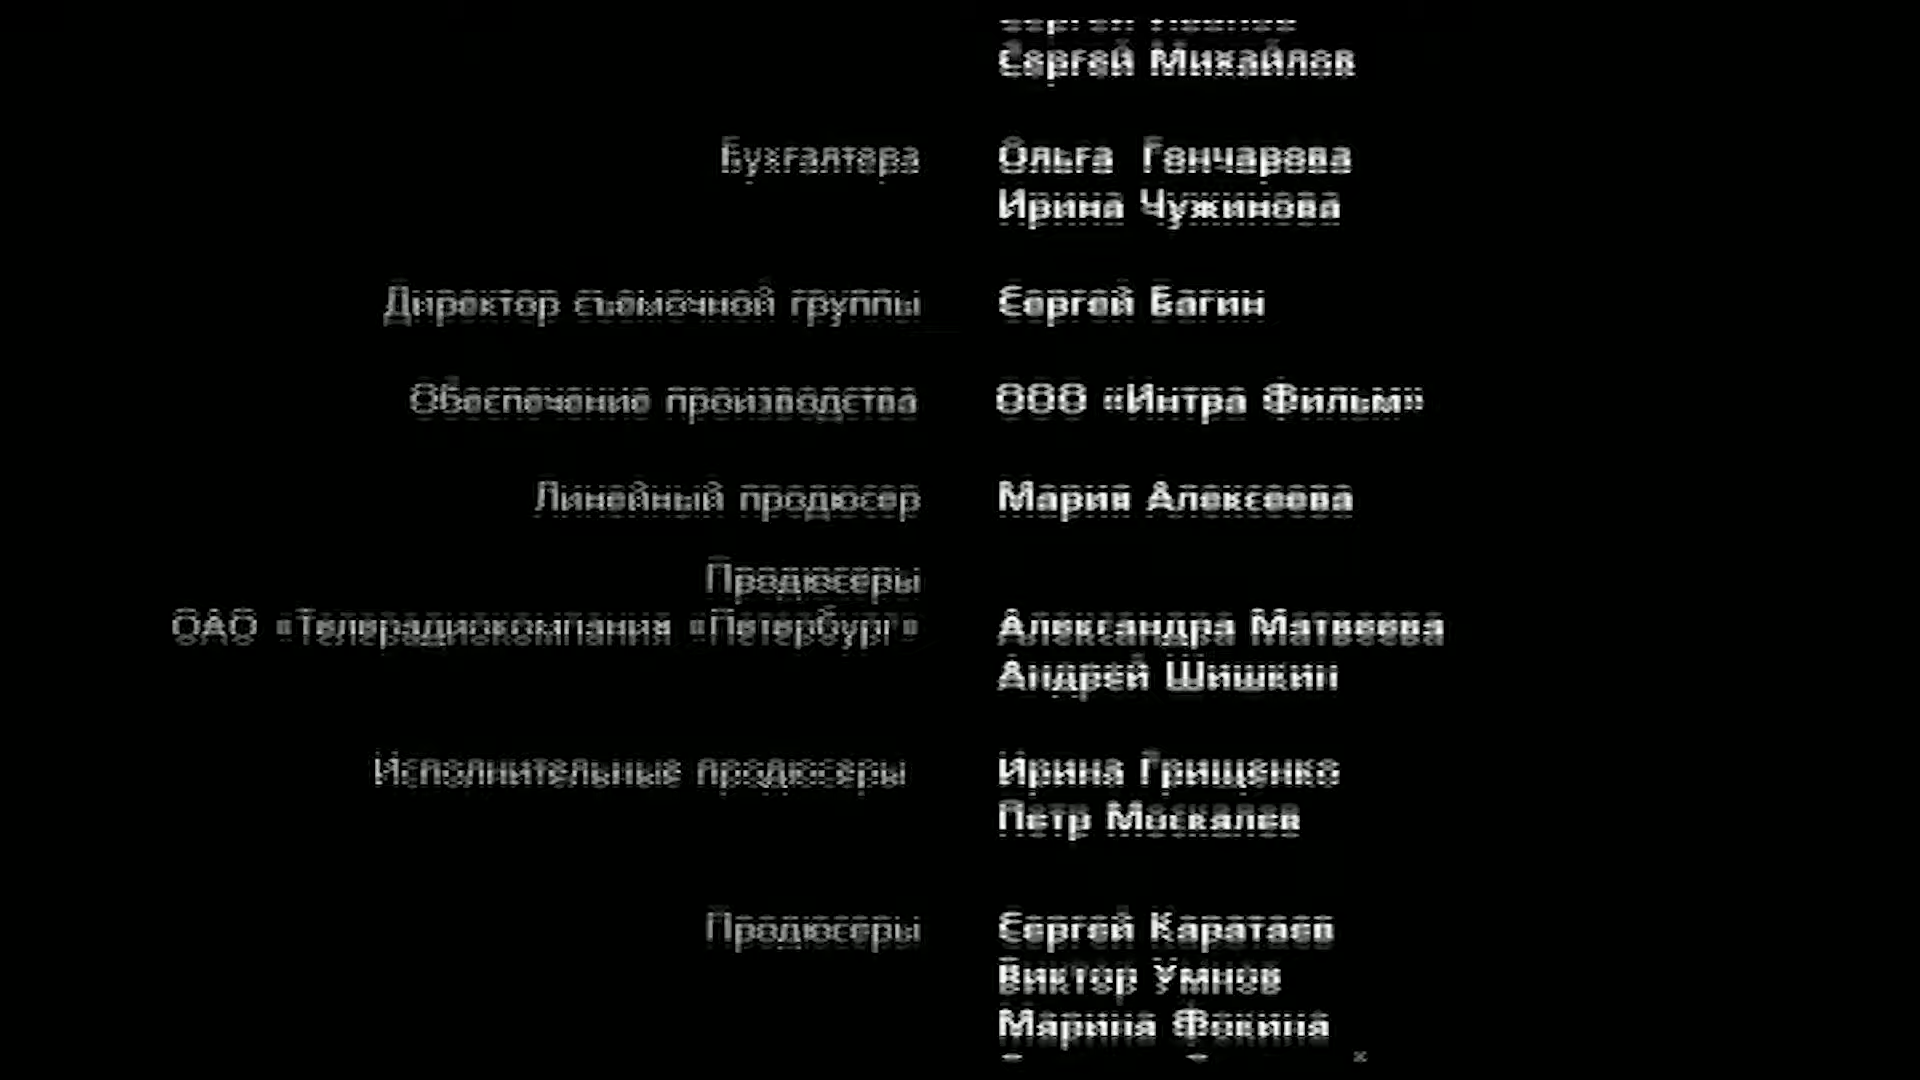 Сергей
Сергей Михайлов
Бухгалтера Ольга Гончарова
Ирина Чужинова
Директор съемочной группы Сергей Багин
Обеспечение производства ООО «Интра Фильм»
Линейный продюсер Мария Алексеева
Продюсеры
ОАО «Телерадиокомпания «Петербург» Александра Матвеева
Андрей Шишкин
Исполнительные продюсеры Ирина Грищенко
Петр Москалев
Продюсеры Сергей Каратаев
Виктор Умнов
Марина Фокина